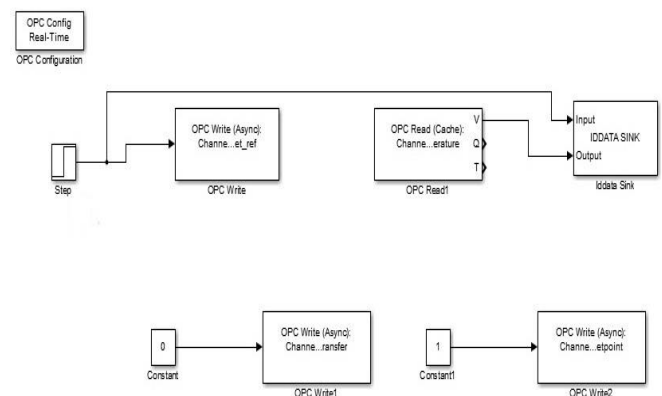 OPC Config
Real-Time
OPC Configuration
OPC Write (Async):
Channe...et_ref
OPC Write
OPC Read (Cache):
Channe...erature
V
Q
T
OPC Read1
Input
IDDATA SINK
Output
Iddata Sink
Step
0
Constant
OPC Write (Async):
Channe...ransfer
OPC Write1
1
Constant1
OPC Write (Async):
Channe...etpoint
OPC Write2